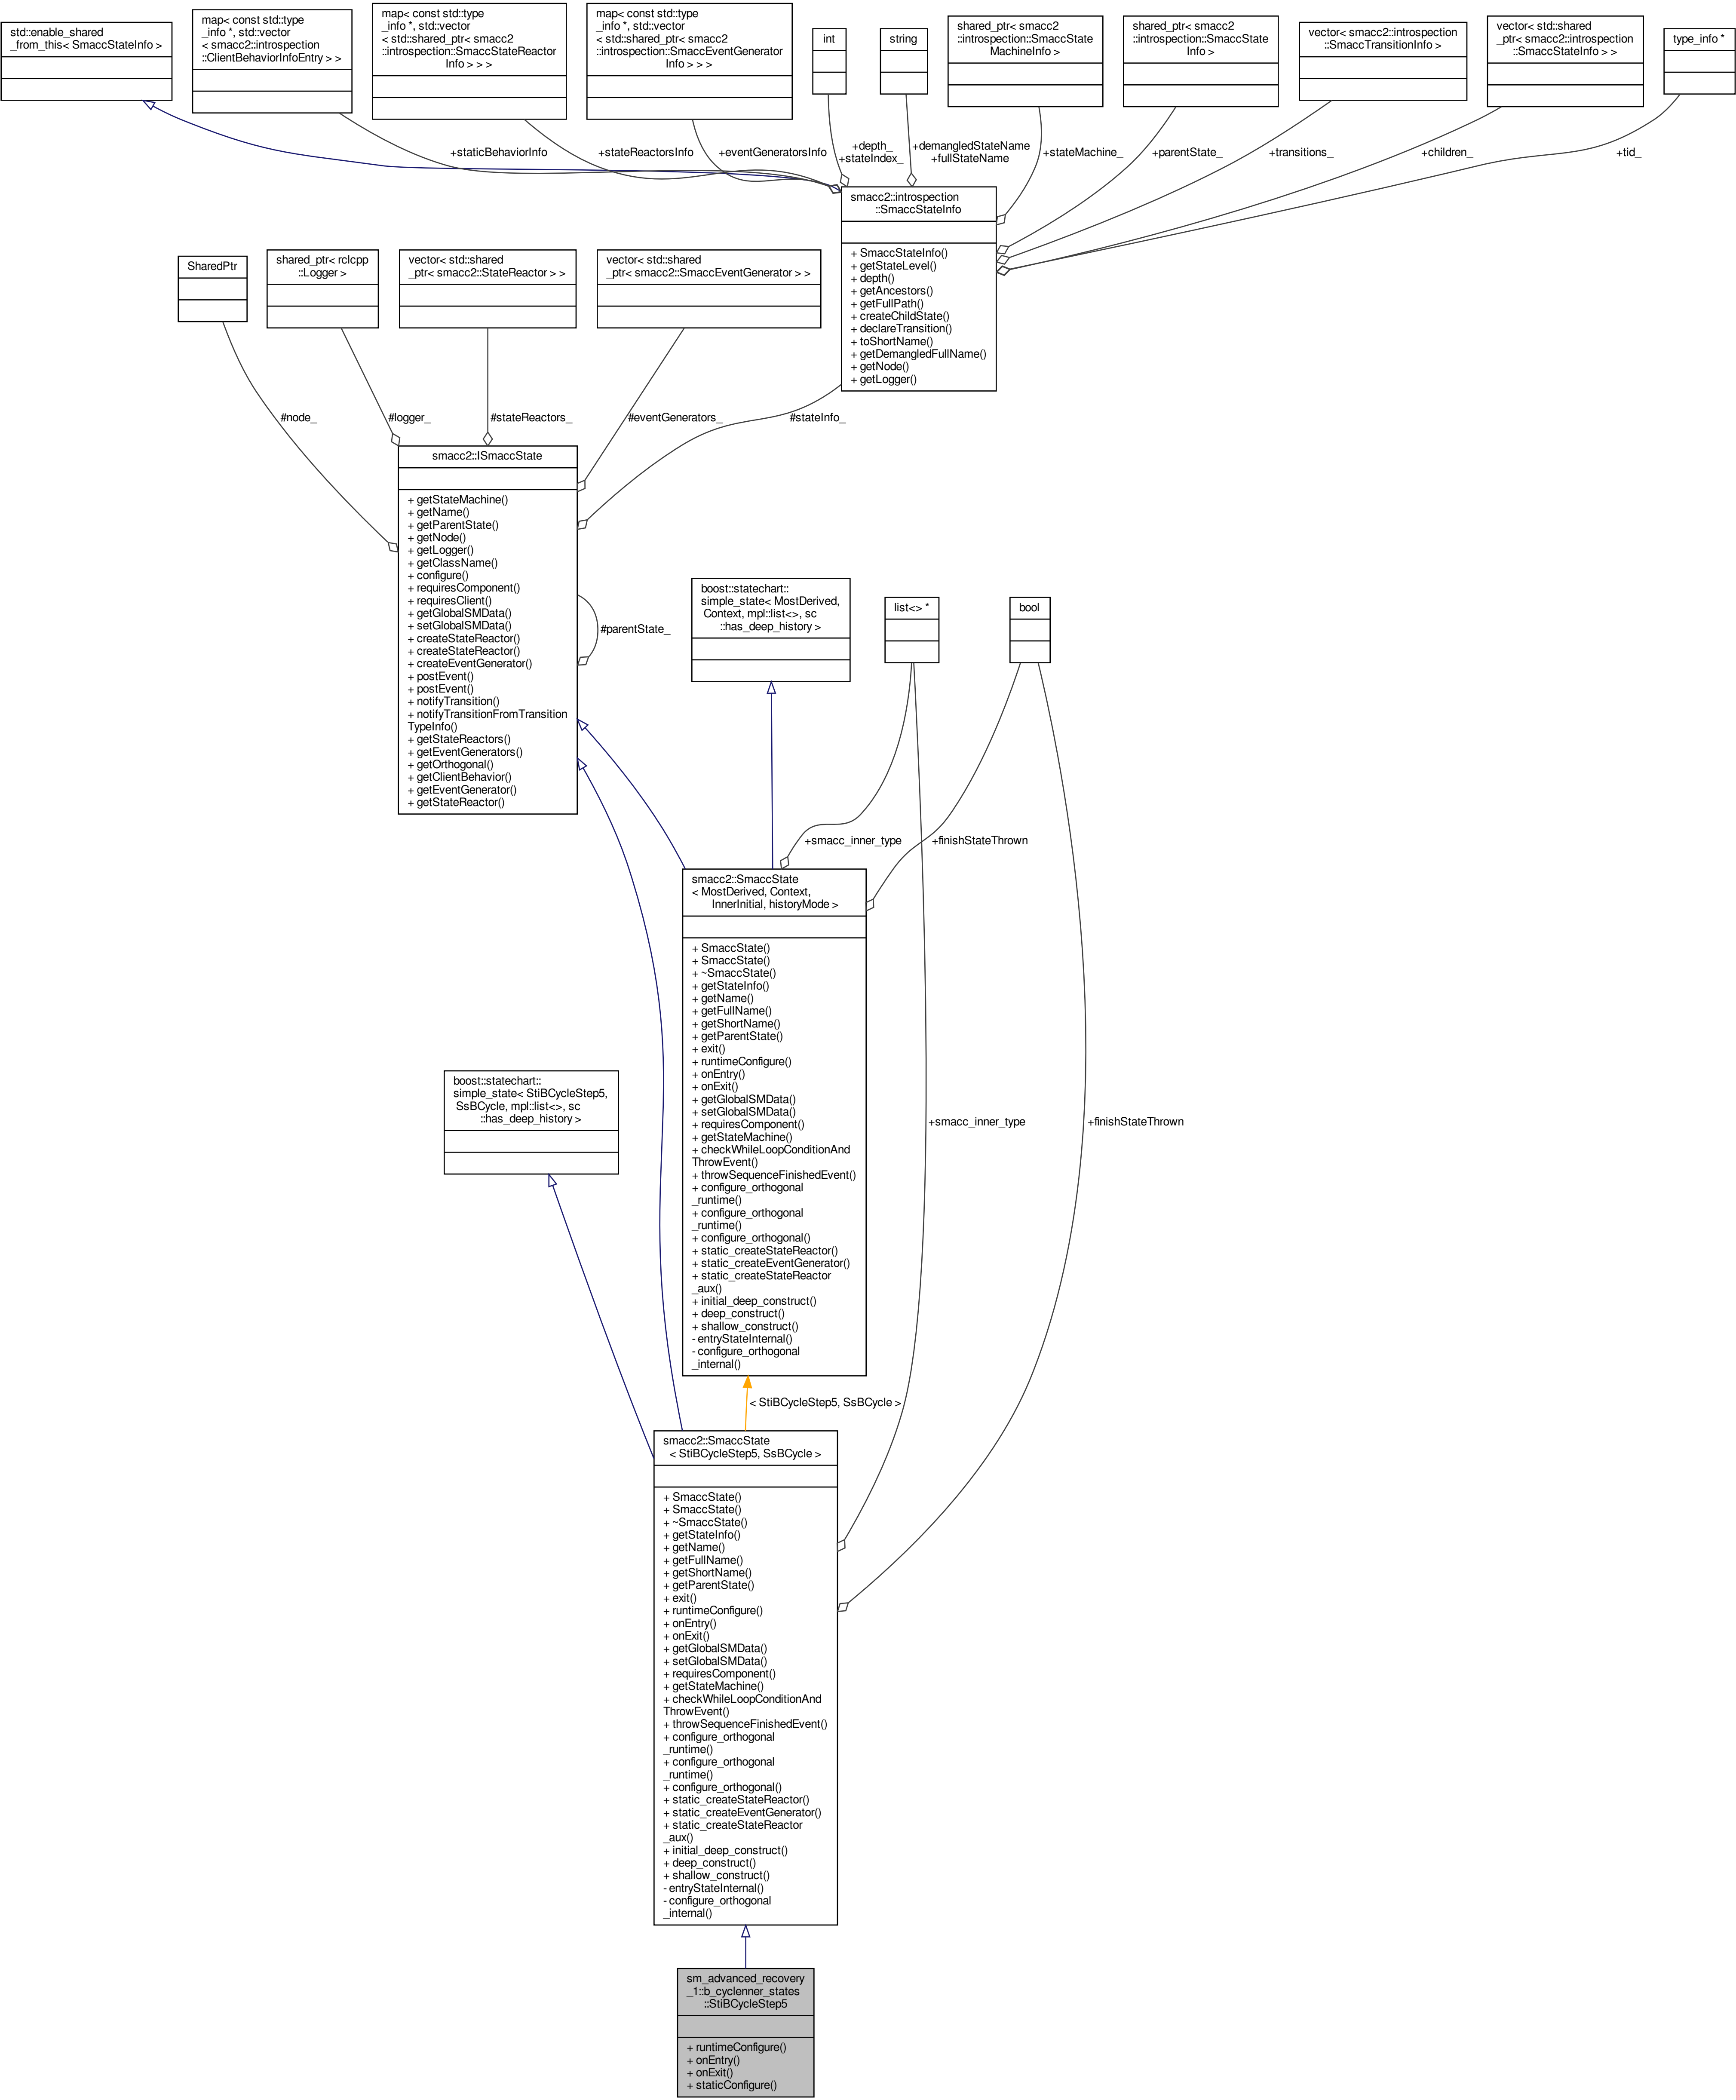 std::enable_shared
_from_this< SmaccStateInfo >
map< const std::type
_info *, std::vector
< smacc2::introspection
::ClientBehaviorInfoEntry > >
map< const std::type
_info *, std::vector
< std::shared_ptr< smacc2
::introspection::SmaccStateReactor
Info > > >
map< const std::type
_info *, std::vector
< std::shared_ptr< smacc2
::introspection::SmaccEventGenerator
Info > > >
int
string
shared_ptr< smacc2
::introspection::SmaccState
MachineInfo >
shared_ptr< smacc2
::introspection::SmaccState
Info >
vector< smacc2::introspection
::SmaccTransitionInfo >
vector< std::shared
_ptr< smacc2::introspection
::SmaccStateInfo > >
type_info *
+staticBehaviorInfo
+stateReactorsInfo
+eventGeneratorsInfo
+depth_
+stateIndex_
+demangledStateName
+fullStateName
+stateMachine_
+parentState_
+transitions_
+children_
+tid_
smacc2::introspection
::SmaccStateInfo
+ SmaccStateInfo()
+ getStateLevel()
+ depth()
+ getAncestors()
+ getFullPath()
+ createChildState()
+ declareTransition()
+ toShortName()
+ getDemangledFullName()
+ getNode()
+ getLogger()
SharedPtr
shared_ptr< rclcpp
::Logger >
vector< std::shared
_ptr< smacc2::StateReactor > >
vector< std::shared
_ptr< smacc2::SmaccEventGenerator > >
#node_
#logger_
#stateReactors_
#eventGenerators_
#stateInfo_
smacc2::ISmaccState
+ getStateMachine()
+ getName()
+ getParentState()
+ getNode()
+ getLogger()
+ getClassName()
+ configure()
+ requiresComponent()
+ requiresClient()
+ getGlobalSMData()
+ setGlobalSMData()
+ createStateReactor()
+ createStateReactor()
+ createEventGenerator()
+ postEvent()
+ postEvent()
+ notifyTransition()
+ notifyTransitionFromTransition
TypeInfo()
+ getStateReactors()
+ getEventGenerators()
+ getOrthogonal()
+ getClientBehavior()
+ getEventGenerator()
+ getStateReactor()
#parentState_
boost::statechart::
simple_state< MostDerived,
Context, mpl::list<>, sc
::has_deep_history >
list<> *
bool
+smacc_inner_type
+finishStateThrown
smacc2::SmaccState
< MostDerived, Context,
InnerInitial, historyMode >
+ SmaccState()
+ SmaccState()
+ ~SmaccState()
+ getStateInfo()
+ getName()
+ getFullName()
+ getShortName()
+ getParentState()
+ exit()
+ runtimeConfigure()
+ onEntry()
+ onExit()
+ getGlobalSMData()
+ setGlobalSMData()
+ requiresComponent()
+ getStateMachine()
+ checkWhileLoopConditionAnd
ThrowEvent()
+ throwSequenceFinishedEvent()
+ configure_orthogonal
_runtime()
+ configure_orthogonal
_runtime()
+ configure_orthogonal()
+ static_createStateReactor()
+ static_createEventGenerator()
+ static_createStateReactor
_aux()
+ initial_deep_construct()
+ deep_construct()
+ shallow_construct()
- entryStateInternal()
- configure_orthogonal
_internal()
boost::statechart::
simple_state< StiBCycleStep5,
SsBCycle, mpl::list<>, sc
::has_deep_history >
+smacc_inner_type
+finishStateThrown
< StiBCycleStep5, SsBCycle >
smacc2::SmaccState
< StiBCycleStep5, SsBCycle >
+ SmaccState()
+ SmaccState()
+ ~SmaccState()
+ getStateInfo()
+ getName()
+ getFullName()
+ getShortName()
+ getParentState()
+ exit()
+ runtimeConfigure()
+ onEntry()
+ onExit()
+ getGlobalSMData()
+ setGlobalSMData()
+ requiresComponent()
+ getStateMachine()
+ checkWhileLoopConditionAnd
ThrowEvent()
+ throwSequenceFinishedEvent()
+ configure_orthogonal
_runtime()
+ configure_orthogonal
_runtime()
+ configure_orthogonal()
+ static_createStateReactor()
+ static_createEventGenerator()
+ static_createStateReactor
_aux()
+ initial_deep_construct()
+ deep_construct()
+ shallow_construct()
- entryStateInternal()
- configure_orthogonal
_internal()
sm_advanced_recovery
_1::b_cyclenner_states
::StiBCycleStep5
+ runtimeConfigure()
+ onEntry()
+ onExit()
+ staticConfigure()